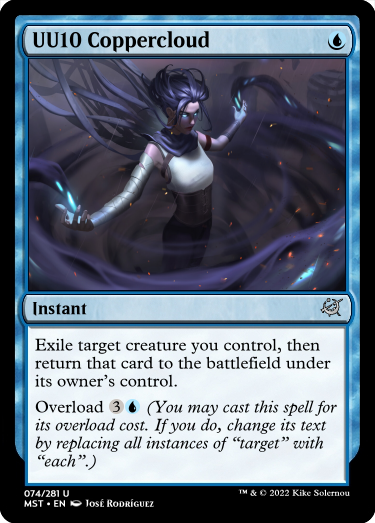 UU10 Coppercloud
Instant
Exile target creature you control, then
return that card to the battlefield under
its owner's control.
Overload 3 (You may cast this spell for
its overload cost. If you do, change its text
by replacing all instances of “target” with
“each”.)
074/281 U
MST • EN José Rodríguez
™ & © 2022 Kike Solernou